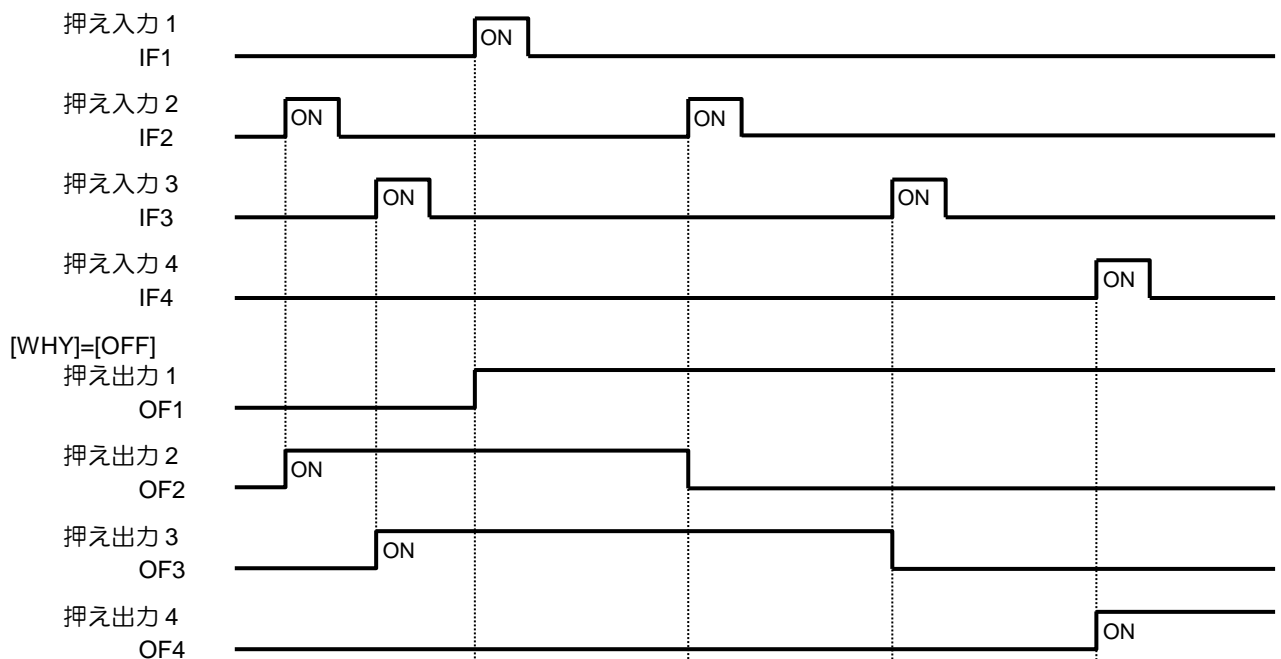 押え入力 1
IF1
ON
押え入力 2
IF2
ON
ON
押え入力 3
IF3
ON
ON
押え入力 4
IF4
ON
[WHY]=[OFF]
押え出力 1
OF1
押え出力 2
OF2
ON
押え出力 3
OF3
ON
押え出力 4
OF4
ON